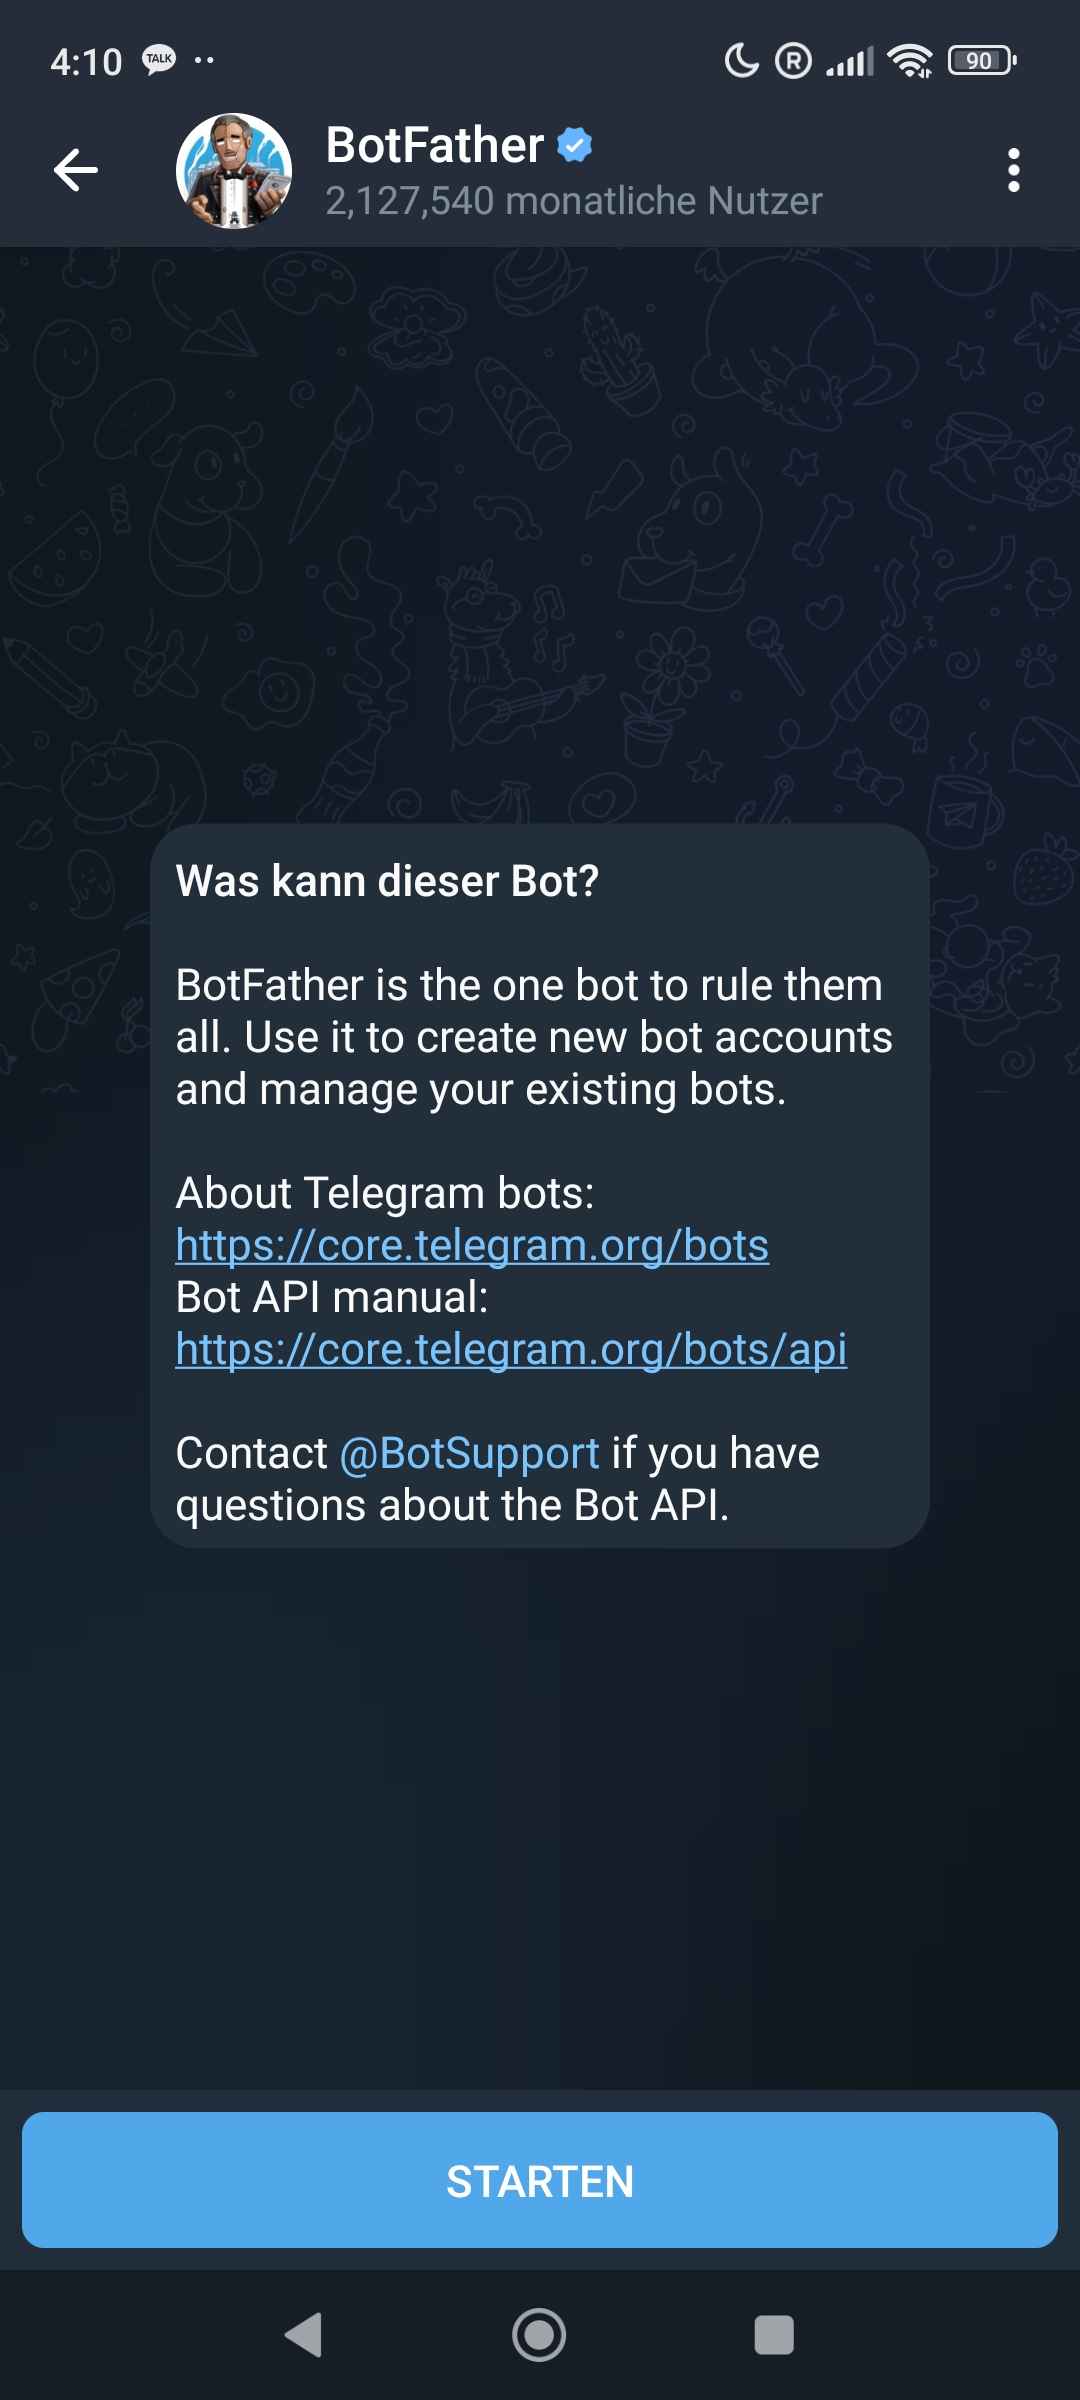 4:10
TALK
R
90
BotFather
2,127,540 monatliche Nutzer
Was kann dieser Bot?
BotFather is the one bot to rule them
all. Use it to create new bot accounts
and manage your existing bots.
About Telegram bots:
https://core.telegram.org/bots
Bot API manual:
https://core.telegram.org/bots/api
Contact @BotSupport if you have
questions about the Bot API.
STARTEN